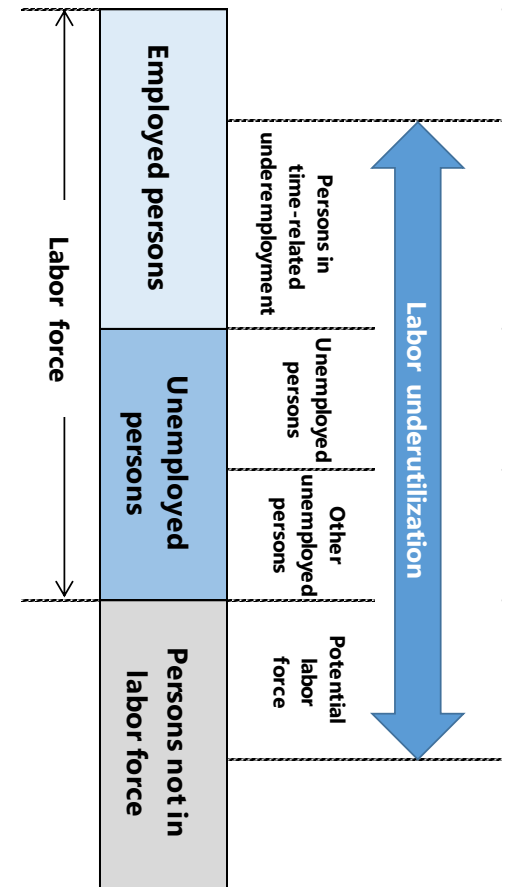 Labor underutilization
Persons in
time-related
underemployment
Unemployed
persons
Other
unemployed
persons
Potential
labor
force
Employed persons
Unemployed
persons
Persons not in
labor force
Labor force